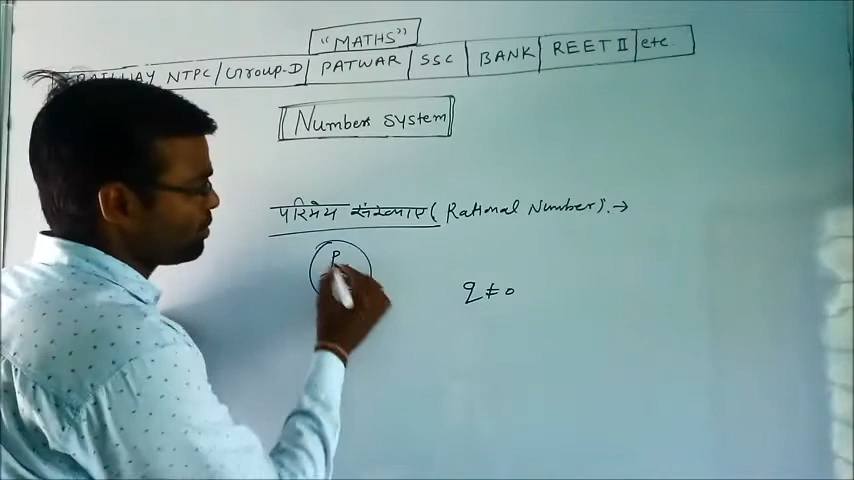 "MATHS"
RAILWAY NTPC/Group-D PATWAR SSC BANK REET II etc.
Number system
परिमेय संख्याए (Rational Number). →
P
q ≠ 0